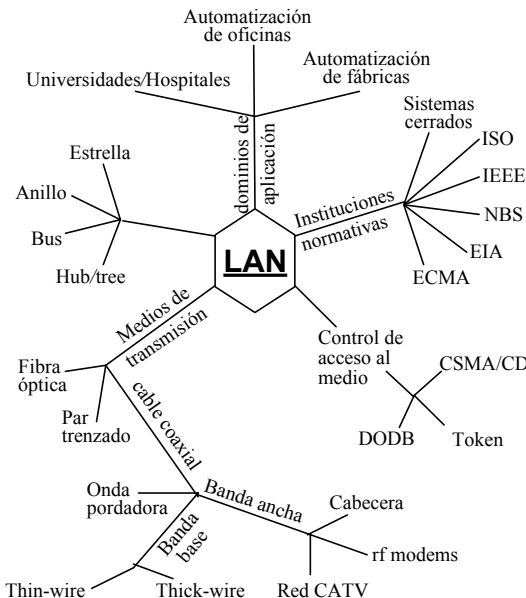 Automatización
de oficinas
Automatización
de fábricas
Universidades/Hospitales
dominios de
aplicación
Sistemas
cerrados
ISO
IEEE
NBS
EIA
ECMA
Instituciones
normativas
Estrella
Anillo
Bus
Hub/tree
LAN
Medios de
transmisión
Control de
acceso al
medio
CSMA/CD
DODB
Token
Fibra
óptica
Par
trenzado
cable coaxial
Onda
pordadora
Banda ancha
Banda
base
Cabecera
rf modems
Red CATV
Thin-wire
Thick-wire